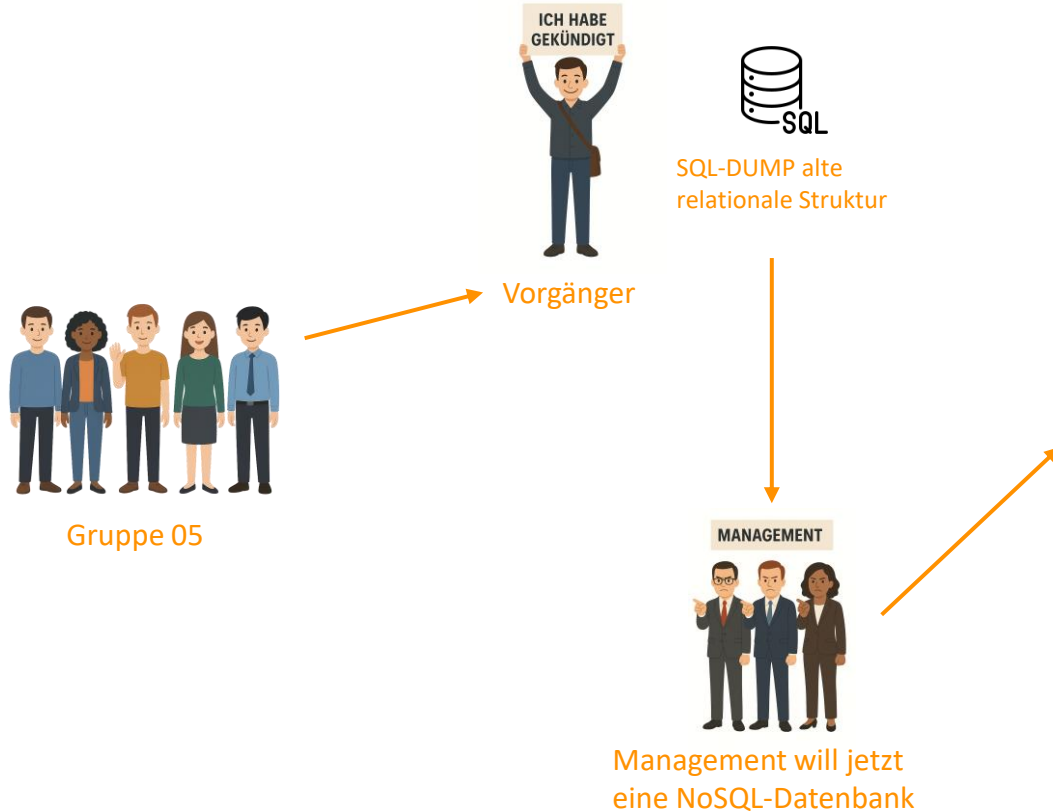 ICH HABE
GEKÜNDIGT
SQL
SQL-DUMP alte
relationale Struktur
Vorgänger
Gruppe 05
MANAGEMENT
Management will jetzt
eine NoSQL-Datenbank